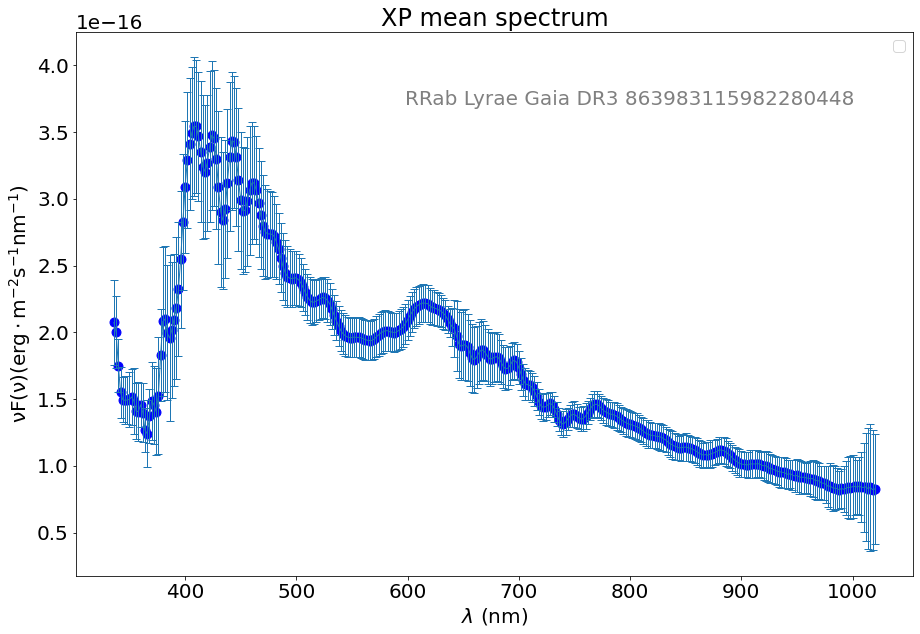 XP mean spectrum
1e−16
RRab Lyrae Gaia DR3 863983115982280448
νF(ν)(erg · m⁻²s⁻¹nm⁻¹)
4.0
3.5
3.0
2.5
2.0
1.5
1.0
0.5
400 500 600 700 800 900 1000
λ (nm)